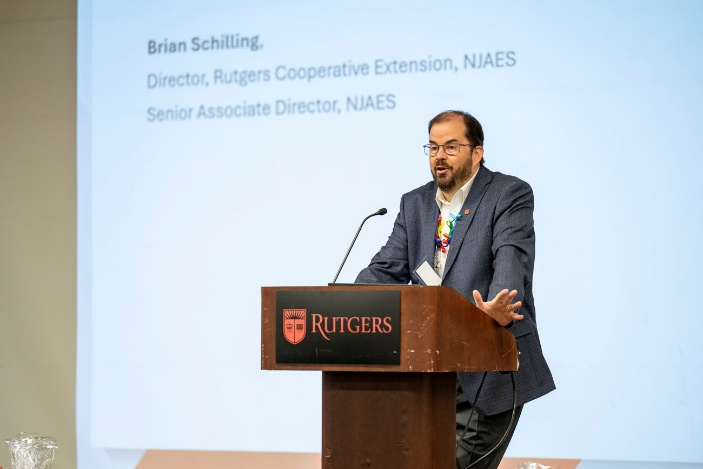 Brian Schilling,
Director, Rutgers Cooperative Extension, NJAES
Senior Associate Director, NJAES
RUTGERS